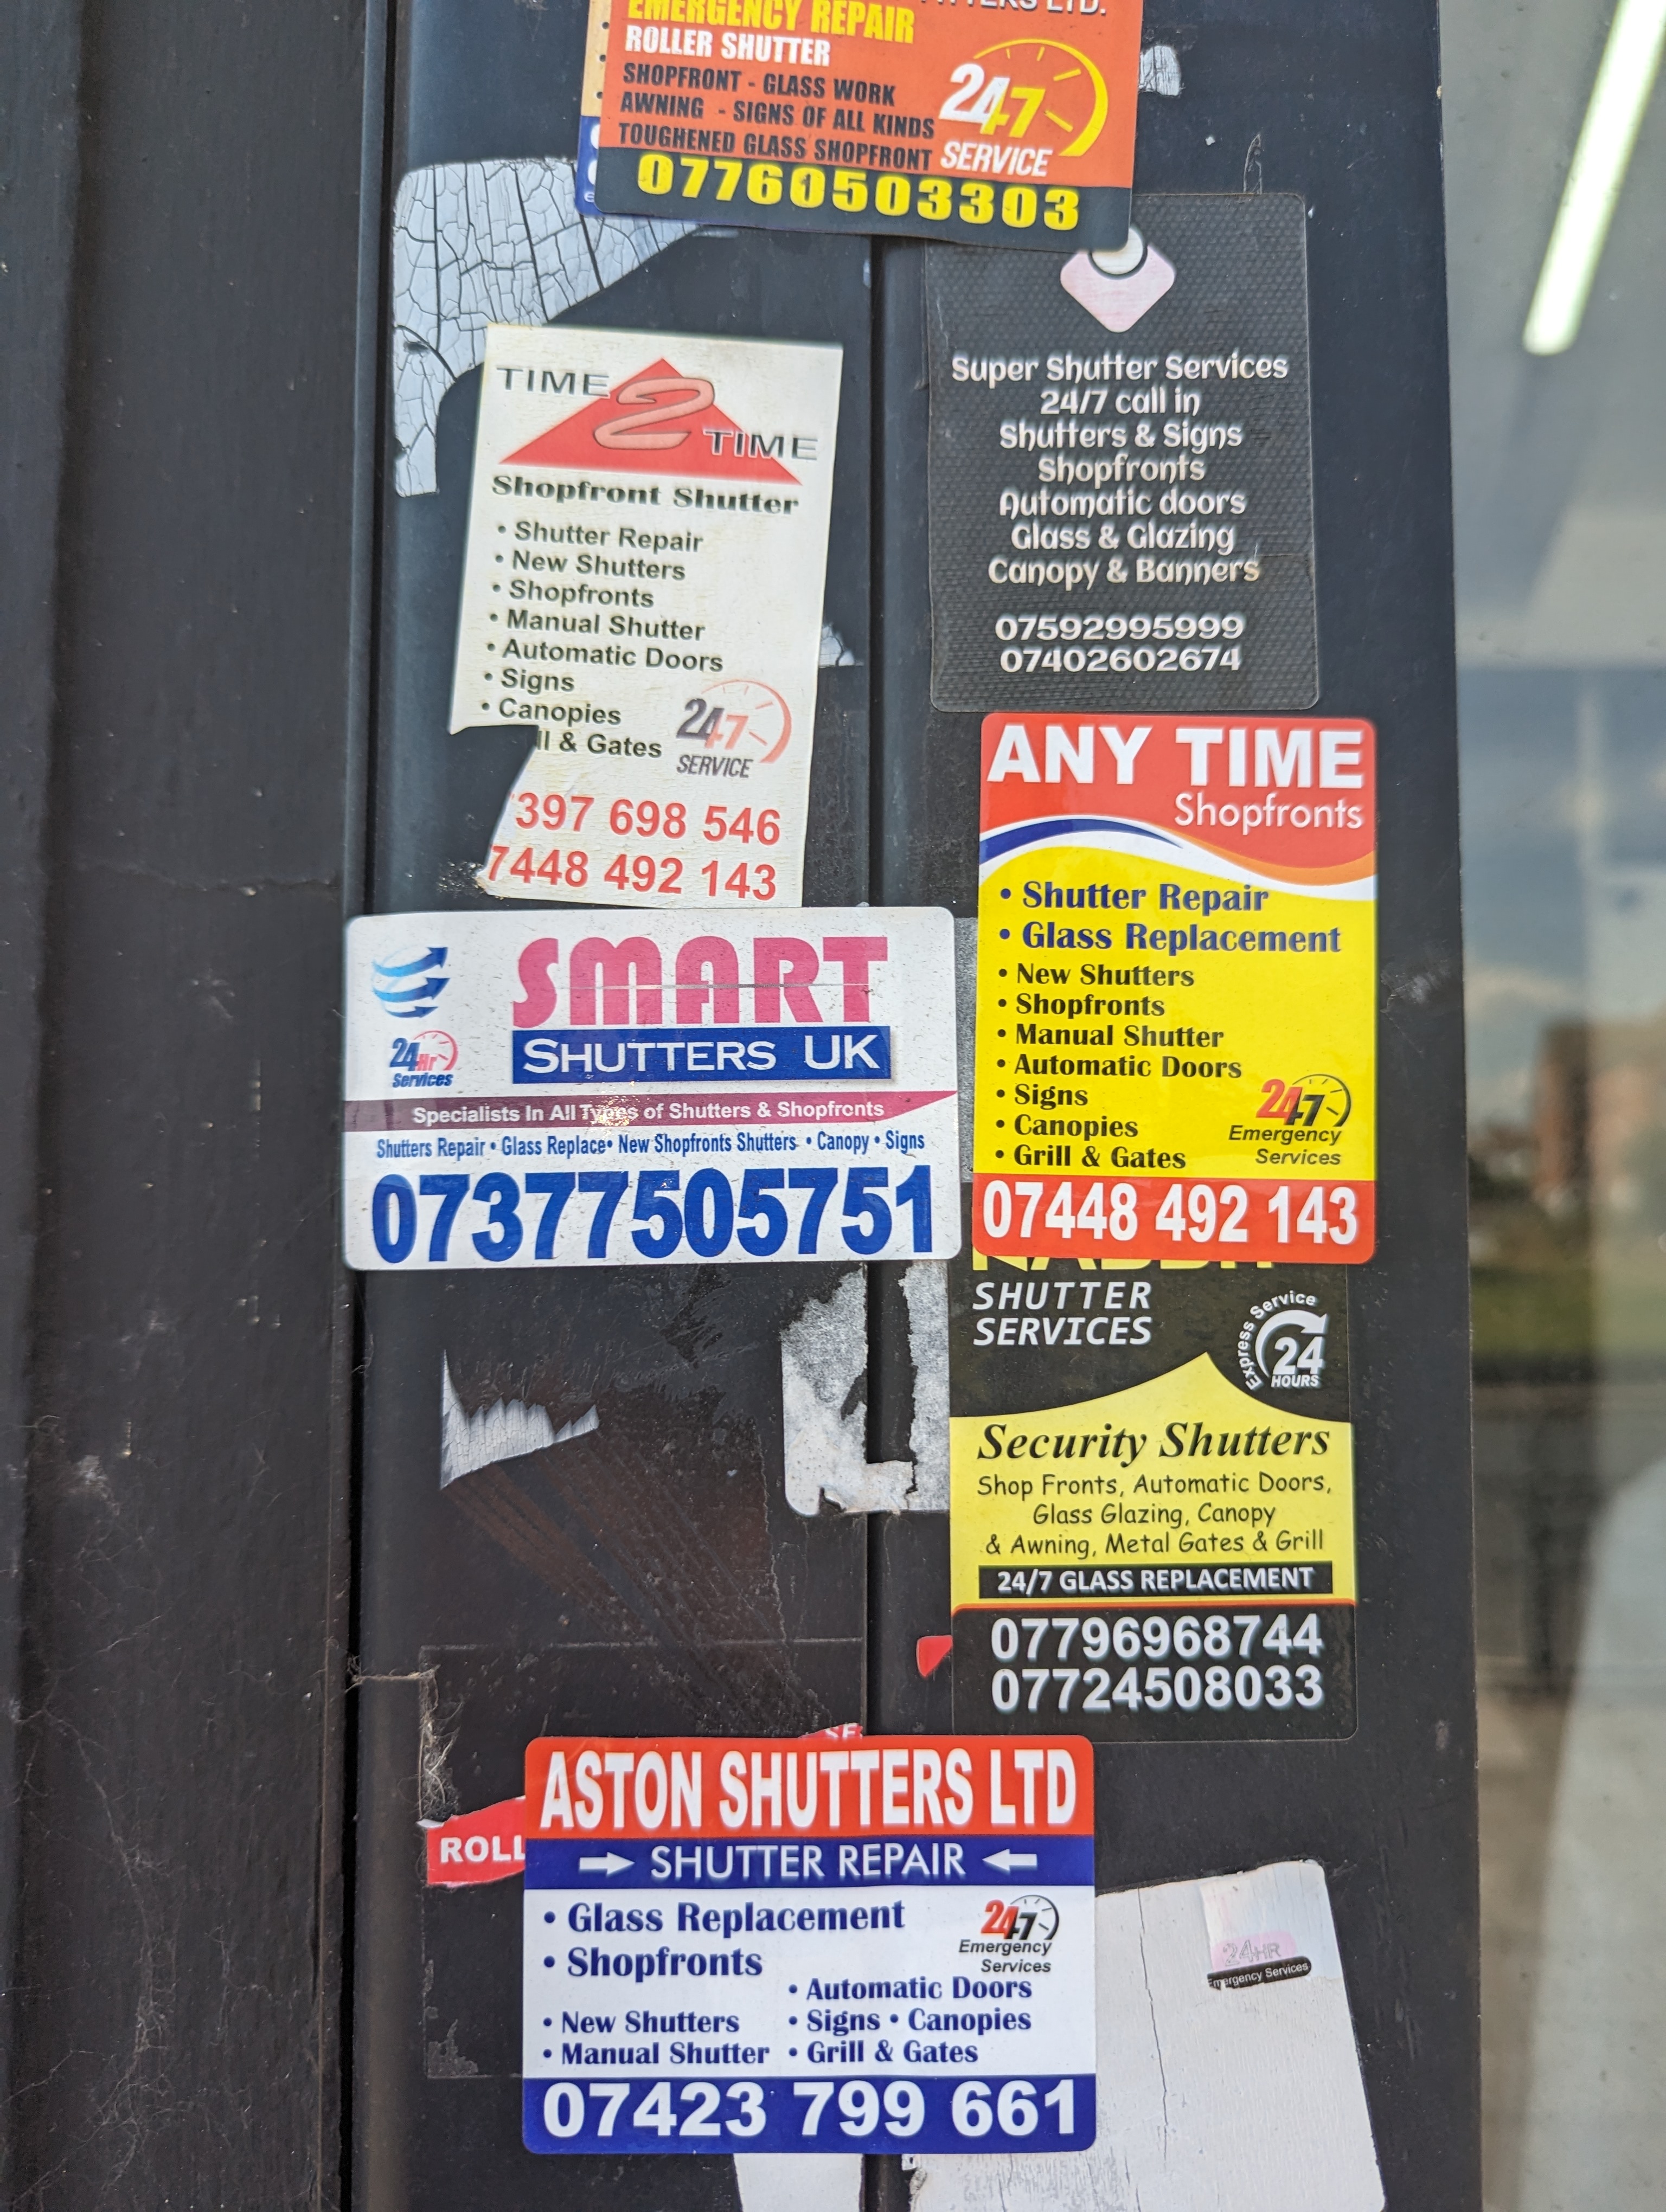 EMERGENCY REPAIR
ROLLER SHUTTER
SHOPFRONT - GLASS WORK
AWNING - SIGNS OF ALL KINDS
TOUGHENED GLASS SHOPFRONT
24-7
SERVICE
07760503303
TIME 2 TIME
Shopfront Shutter
• Shutter Repair
• New Shutters
• Shopfronts
• Manual Shutter
• Automatic Doors
• Signs
• Canopies
& Gates
24-7
SERVICE
397 698 546
7448 492 143
Super Shutter Services
24/7 call in
Shutters & Signs
Shopfronts
Automatic doors
Glass & Glazing
Canopy & Banners
07592995999
07402602674
ANY TIME
Shopfronts
• Shutter Repair
• Glass Replacement
• New Shutters
• Shopfronts
• Manual Shutter
• Automatic Doors
• Signs
• Canopies
• Grill & Gates
24-7
Emergency
Services
07448 492 143
SMART
SHUTTERS UK
24Hr
Services
Specialists In All Types of Shutters & Shopfronts
Shutters Repair • Glass Replace• New Shopfronts Shutters • Canopy • Signs
07377505751
SHUTTER
SERVICES
Express Service
24
HOURS
Security Shutters
Shop Fronts, Automatic Doors,
Glass Glazing, Canopy
& Awning, Metal Gates & Grill
24/7 GLASS REPLACEMENT
07796968744
07724508033
SE
ROLL
ASTON SHUTTERS LTD
SHUTTER REPAIR
• Glass Replacement
• Shopfronts
24-7
Emergency
Services
• Automatic Doors
• New Shutters • Signs • Canopies
• Manual Shutter • Grill & Gates
07423 799 661
24HR
Emergency Services